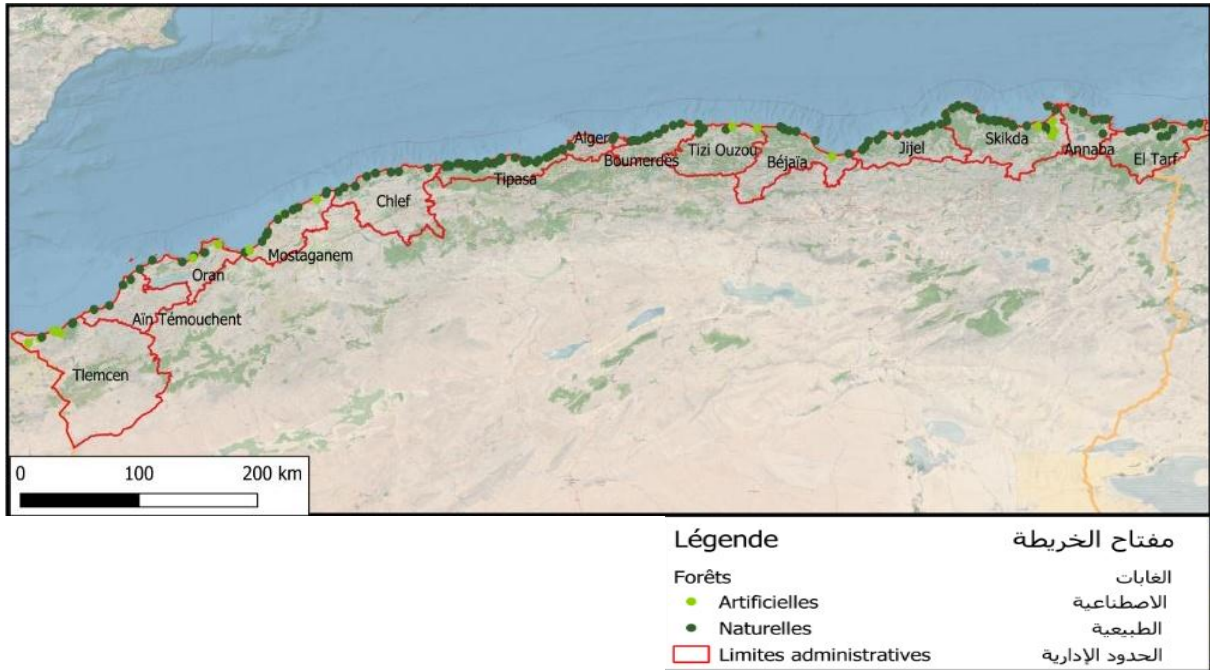 Alger
Boumerdès
Tizi Ouzou
Béjaïa
Jijel
Skikda
Annaba
El Tarf
Tipasa
Chlef
Mostaganem
Oran
Aïn Témouchent
Tlemcen
0 100 200 km
Légende مفتاح الخريطة
Forêts الغابات
Artificielles الاصطناعية
Naturelles الطبيعية
Limites administratives الحدود الإدارية